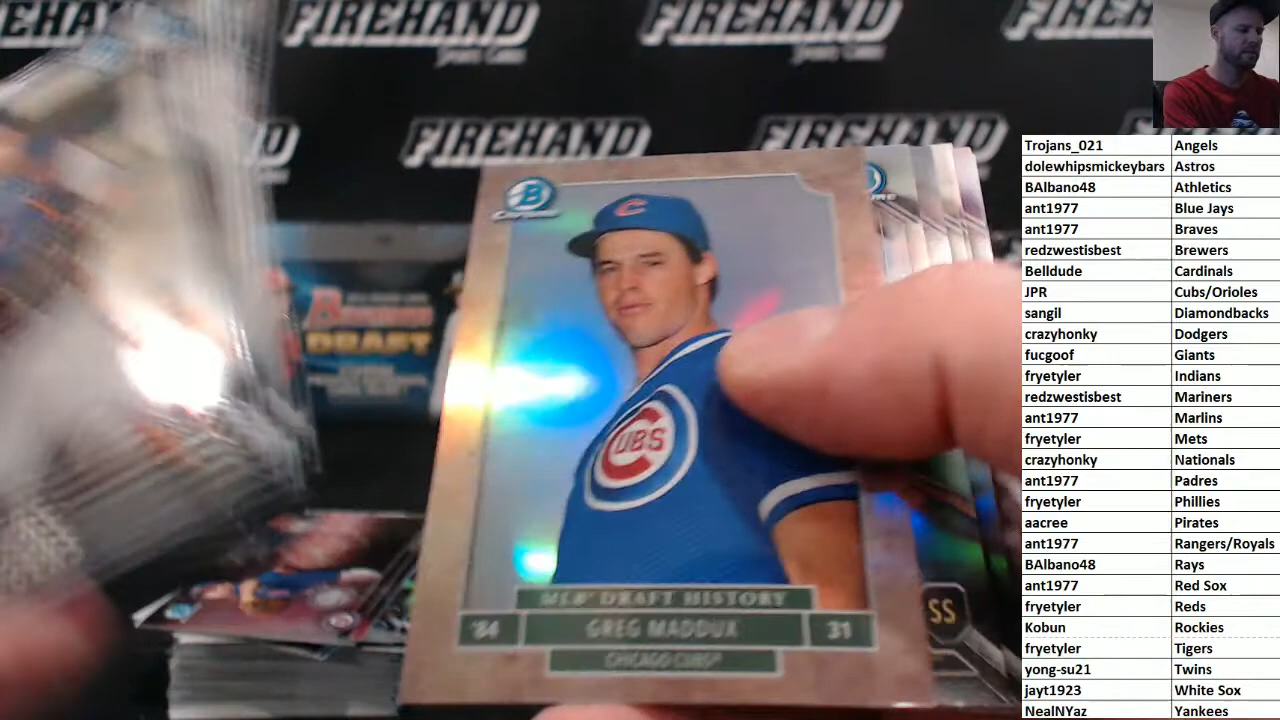 FIREHAND
FIREHAND
FIREHAND
FIREHAND
BOWMAN
DRAFT
B
CHROME
C
CUBS
MLB® DRAFT HISTORY
'84 GREG MADDUX 31
CHICAGO CUBS®
SS
Trojans_021 Angels
dolewhipsmickeybars Astros
BAlbano48 Athletics
ant1977 Blue Jays
ant1977 Braves
redzwestisbest Brewers
Belldude Cardinals
JPR Cubs/Orioles
sangil Diamondbacks
crazyhonky Dodgers
fucgoof Giants
fryetyler Indians
redzwestisbest Mariners
ant1977 Marlins
fryetyler Mets
crazyhonky Nationals
ant1977 Padres
fryetyler Phillies
aacree Pirates
ant1977 Rangers/Royals
BAlbano48 Rays
ant1977 Red Sox
fryetyler Reds
Kobun Rockies
fryetyler Tigers
yong-su21 Twins
jayt1923 White Sox
NealNYaz Yankees